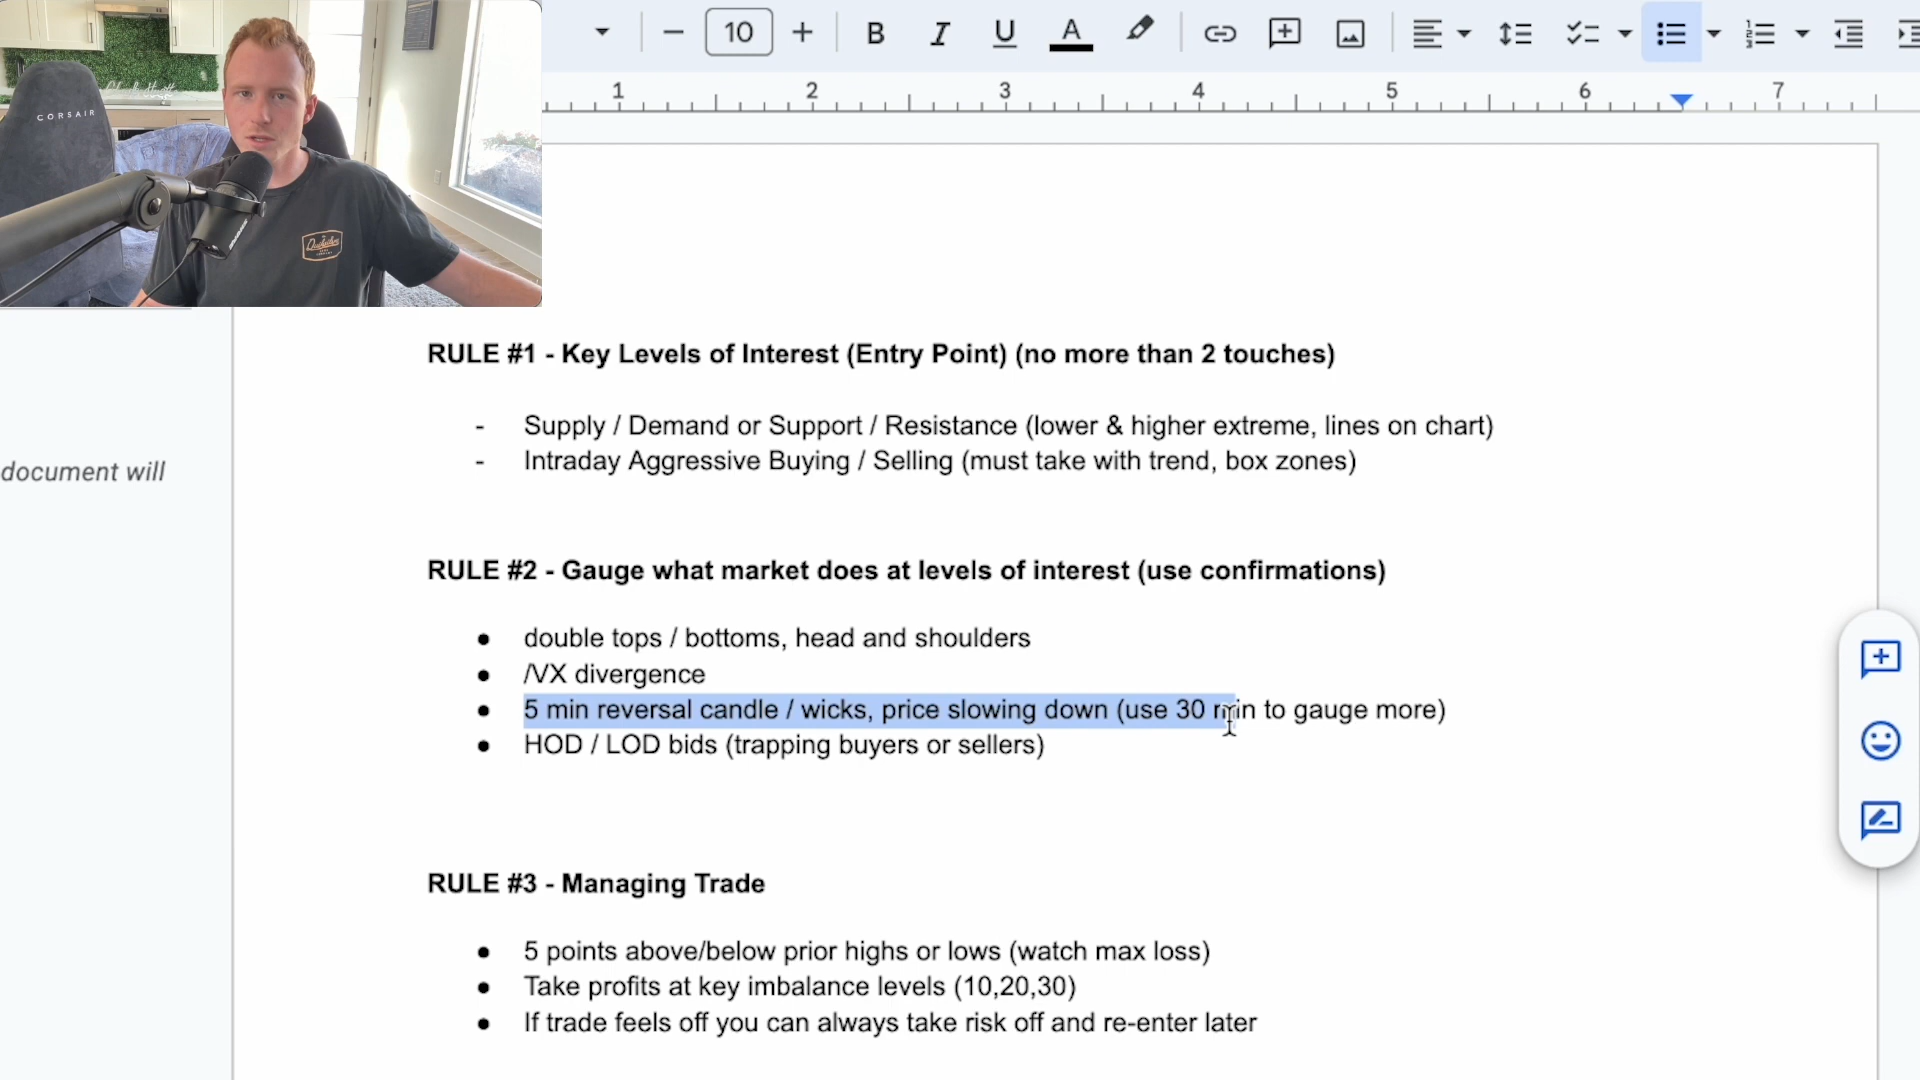 10
B I U A
1 2 3 4 5 6 7
CORSAIR
document will
RULE #1 - Key Levels of Interest (Entry Point) (no more than 2 touches)
- Supply / Demand or Support / Resistance (lower & higher extreme, lines on chart)
- Intraday Aggressive Buying / Selling (must take with trend, box zones)
RULE #2 - Gauge what market does at levels of interest (use confirmations)
● double tops / bottoms, head and shoulders
● /VX divergence
● 5 min reversal candle / wicks, price slowing down (use 30 min to gauge more)
● HOD / LOD bids (trapping buyers or sellers)
RULE #3 - Managing Trade
● 5 points above/below prior highs or lows (watch max loss)
● Take profits at key imbalance levels (10,20,30)
● If trade feels off you can always take risk off and re-enter later